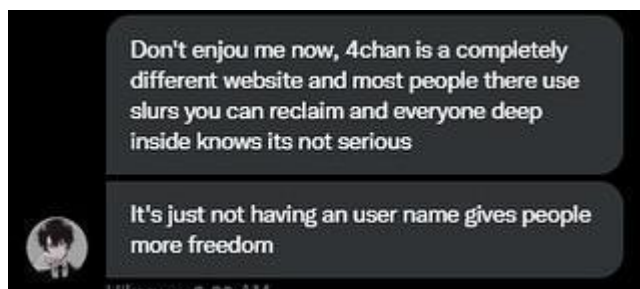 Don't enjou me now, 4chan is a completely
different website and most people there use
slurs you can reclaim and everyone deep
inside knows its not serious
It's just not having an user name gives people
more freedom